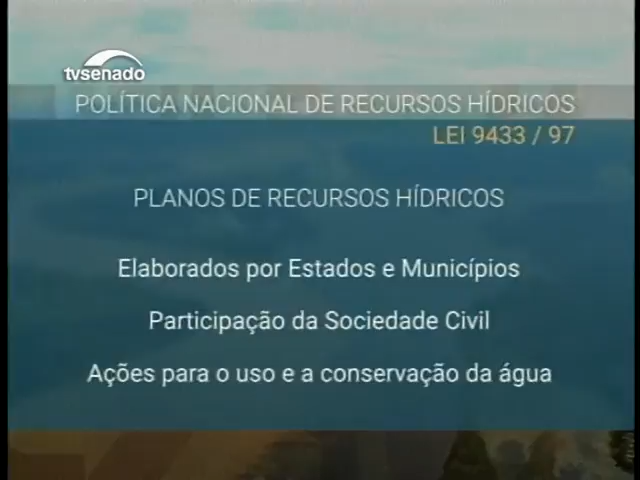 tvsenado
POLÍTICA NACIONAL DE RECURSOS HÍDRICOS
LEI 9433 / 97
PLANOS DE RECURSOS HÍDRICOS
Elaborados por Estados e Municípios
Participação da Sociedade Civil
Ações para o uso e a conservação da água